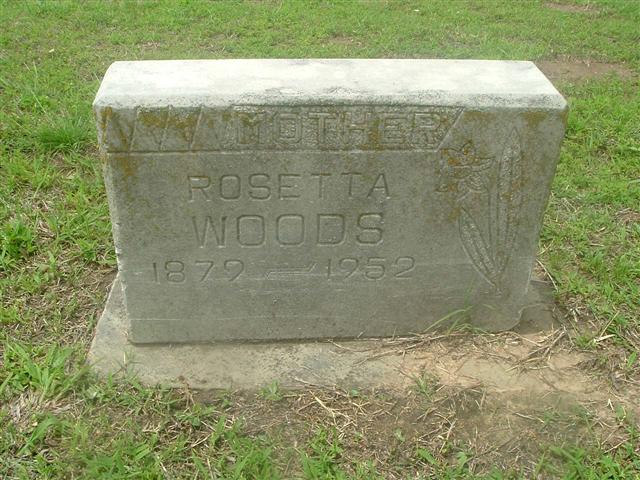 MOTHER
ROSETTA
WOODS
1879 — 1952